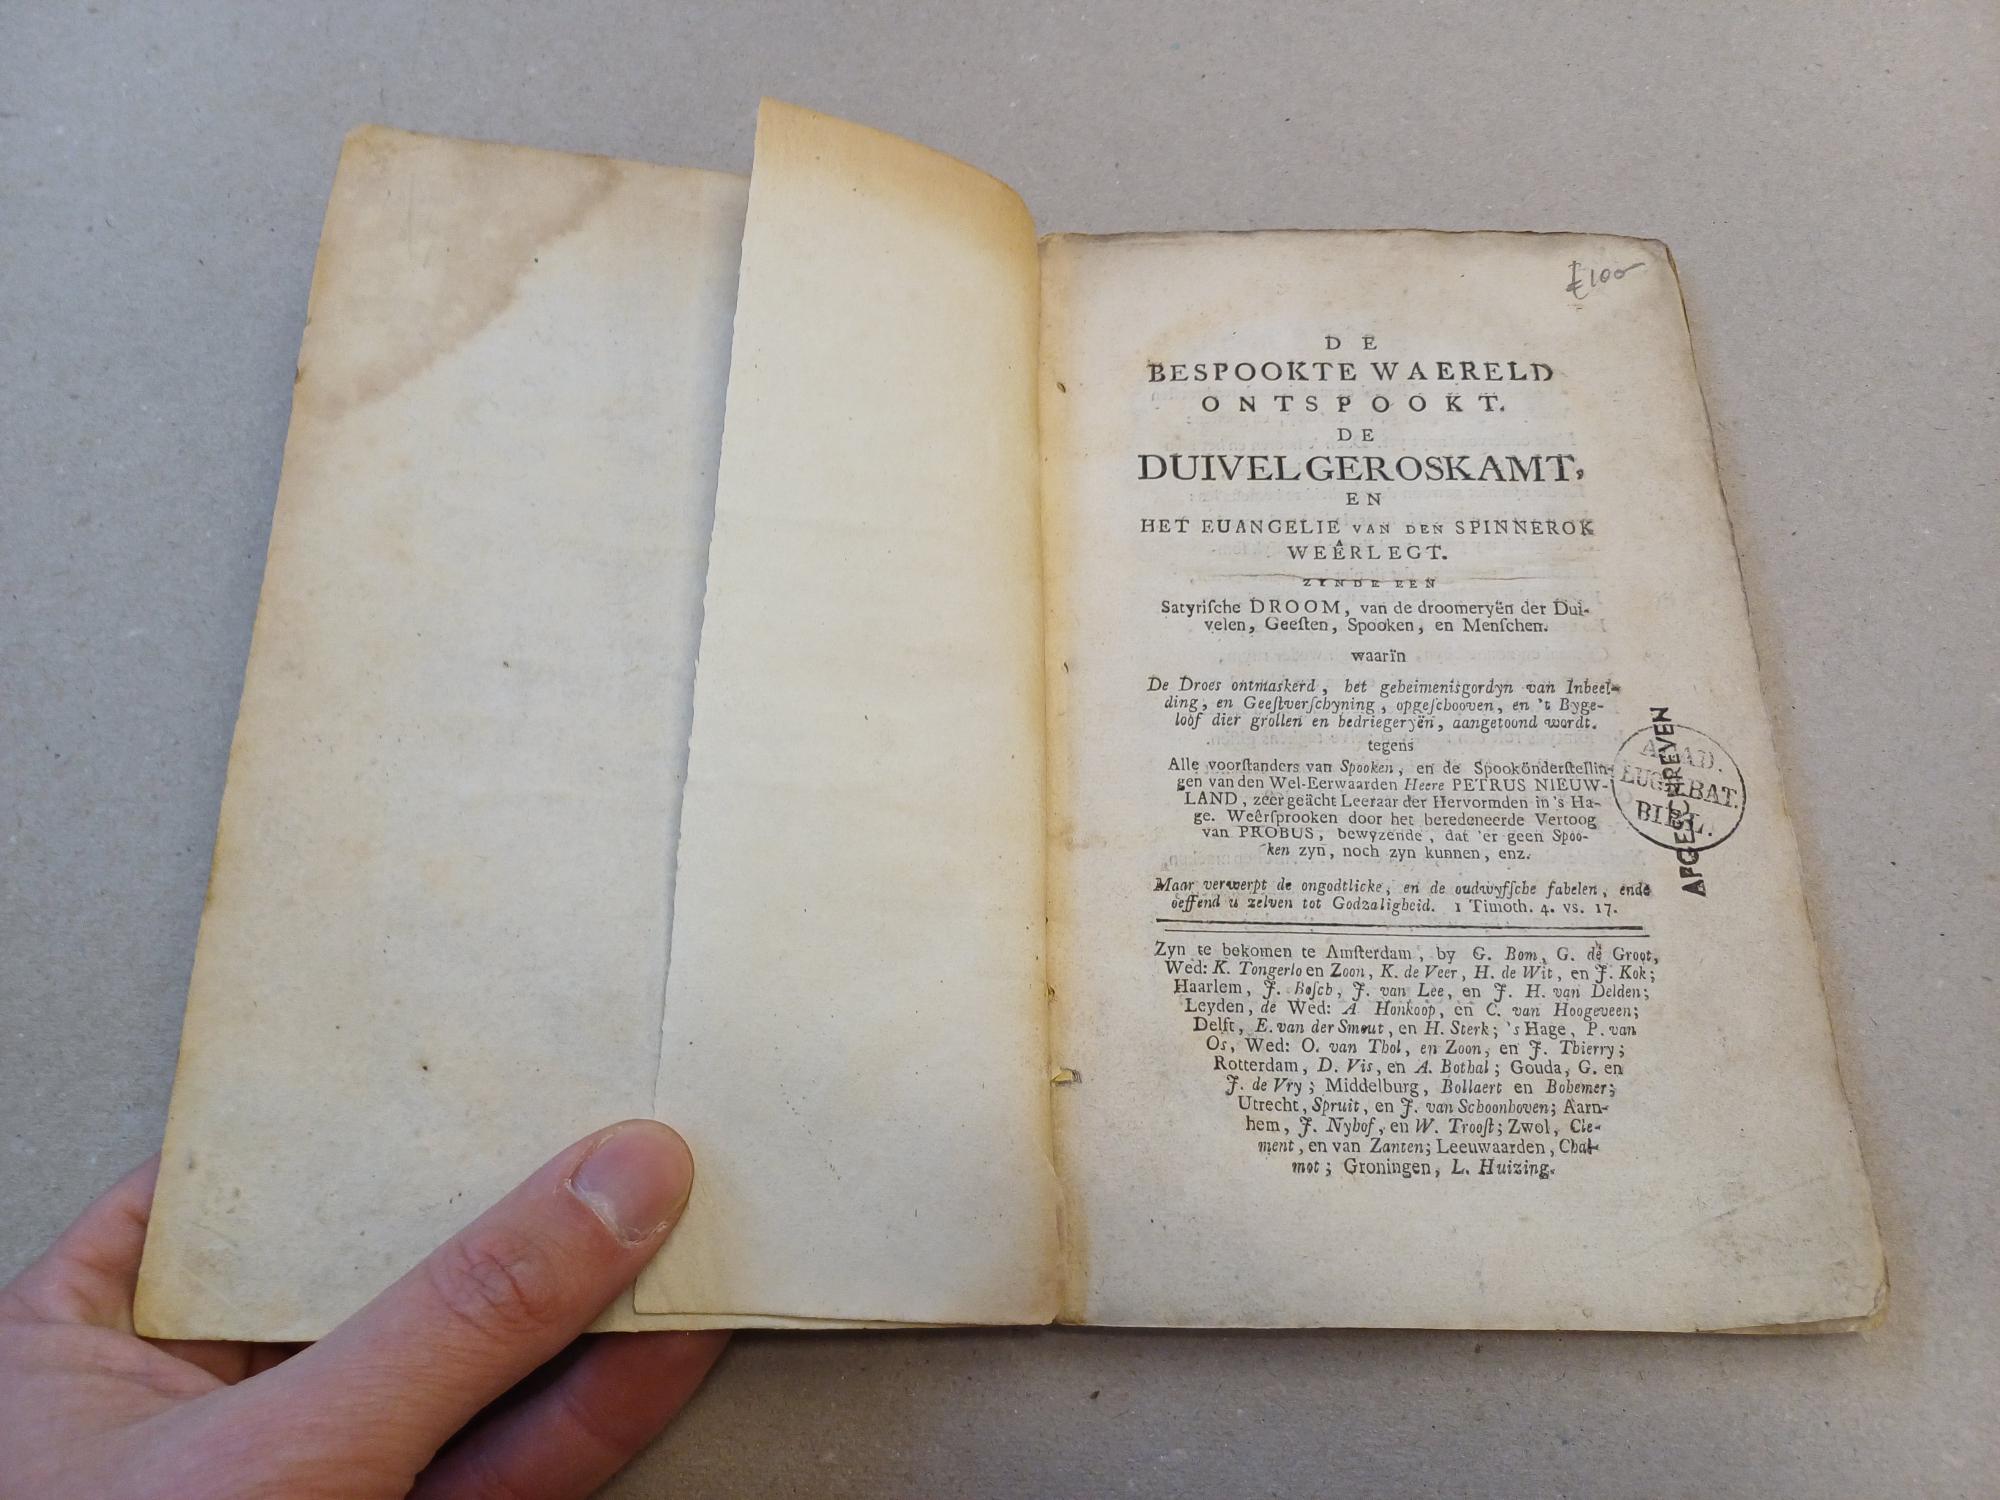 £100-
DE
BESPOOKTE WAERELD
ONTSPOOKT.
DE
DUIVEL GEROSKAMT,
EN
HET EUANGELIE VAN DEN SPINNEROK
WEÊRLEGT.
ZYNDE EEN
Satyriſche DROOM, van de droomeryën der Dui-
velen, Geeſten, Spooken, en Menſchen.
waarïn
De Droes ontmaskerd, het geheimenisgordyn van Inbeel-
ding, en Geeſtverſchyning, opgeſchooven, en 't Byge-
loof dier grollen en bedriegeryën, aangetoond wordt.
tegens
Alle voorſtanders van Spooken, en de Spookönderſtellin-
gen van den Wel-Eerwaarden Heere PETRUS NIEUW-
LAND, zeer geächt Leeraar der Hervormden in 's Ha-
ge. Weêrſprooken door het beredeneerde Vertoog
van PROBUS, bewyzende, dat 'er geen Spoo-
ken zyn, noch zyn kunnen, enz.
Maar verwerpt de ongodtlicke, en de oudwyfſche fabelen, ende
oeffend u zelven tot Godzaligheid. 1 Timoth. 4. vs. 17.
Zyn te bekomen te Amſterdam, by G. Bom, G. de Groot,
Wed: K. Tongerlo en Zoon, K. de Veer, H. de Wit, en J. Kok;
Haarlem, J. Boſch, J. van Lee, en J. H. van Delden;
Leyden, de Wed: A Honkoop, en C. van Hoogeveen;
Delft, E. van der Smout, en H. Sterk; 's Hage, P. van
Os, Wed: O. van Thol, en Zoon, en J. Thierry;
Rotterdam, D. Vis, en A. Bothal; Gouda, G. en
J. de Vry; Middelburg, Bollaert en Bohemer;
Utrecht, Spruit, en J. van Schoonhoven; Aarn-
hem, J. Nyhof, en W. Trooſt; Zwol, Cle-
ment, en van Zanten; Leeuwaarden, Chal-
mot; Groningen, L. Huizing.
ACAD.
LUGD.BAT.
BIBL.
AFGESCHREVEN